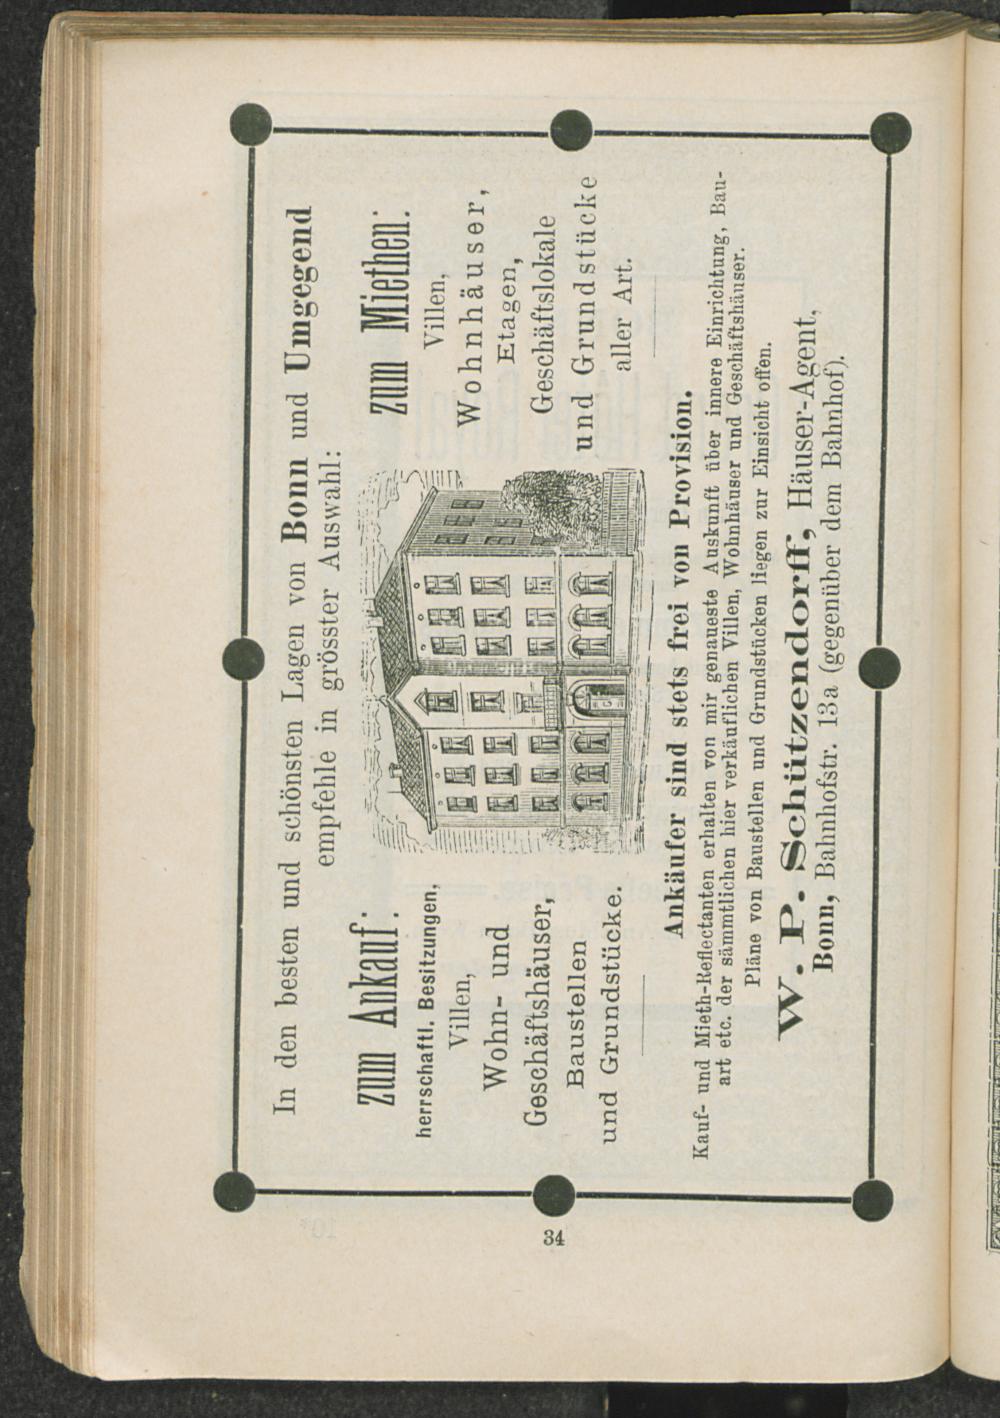 In den besten und schönsten Lagen von Bonn und Umgegend
empfehle in grösster Auswahl:
zum Ankauf:
herrschaftl. Besitzungen,
Villen,
Wohn- und
Geschäftshäuser,
Baustellen
und Grundstücke.
zum Miethen:
Villen,
Wohnhäuser,
Etagen,
Geschäftslokale
und Grundstücke
aller Art.
Ankäufer sind stets frei von Provision.
Kauf- und Mieth-Reflectanten erhalten von mir genaueste Auskunft über innere Einrichtung, Bau-
art etc. der sämmtlichen hier verkäuflichen Villen, Wohnhäuser und Geschäftshäuser.
Pläne von Baustellen und Grundstücken liegen zur Einsicht offen.
W. P. Schützendorff, Häuser-Agent,
Bonn, Bahnhofstr. 13a (gegenüber dem Bahnhof).
34